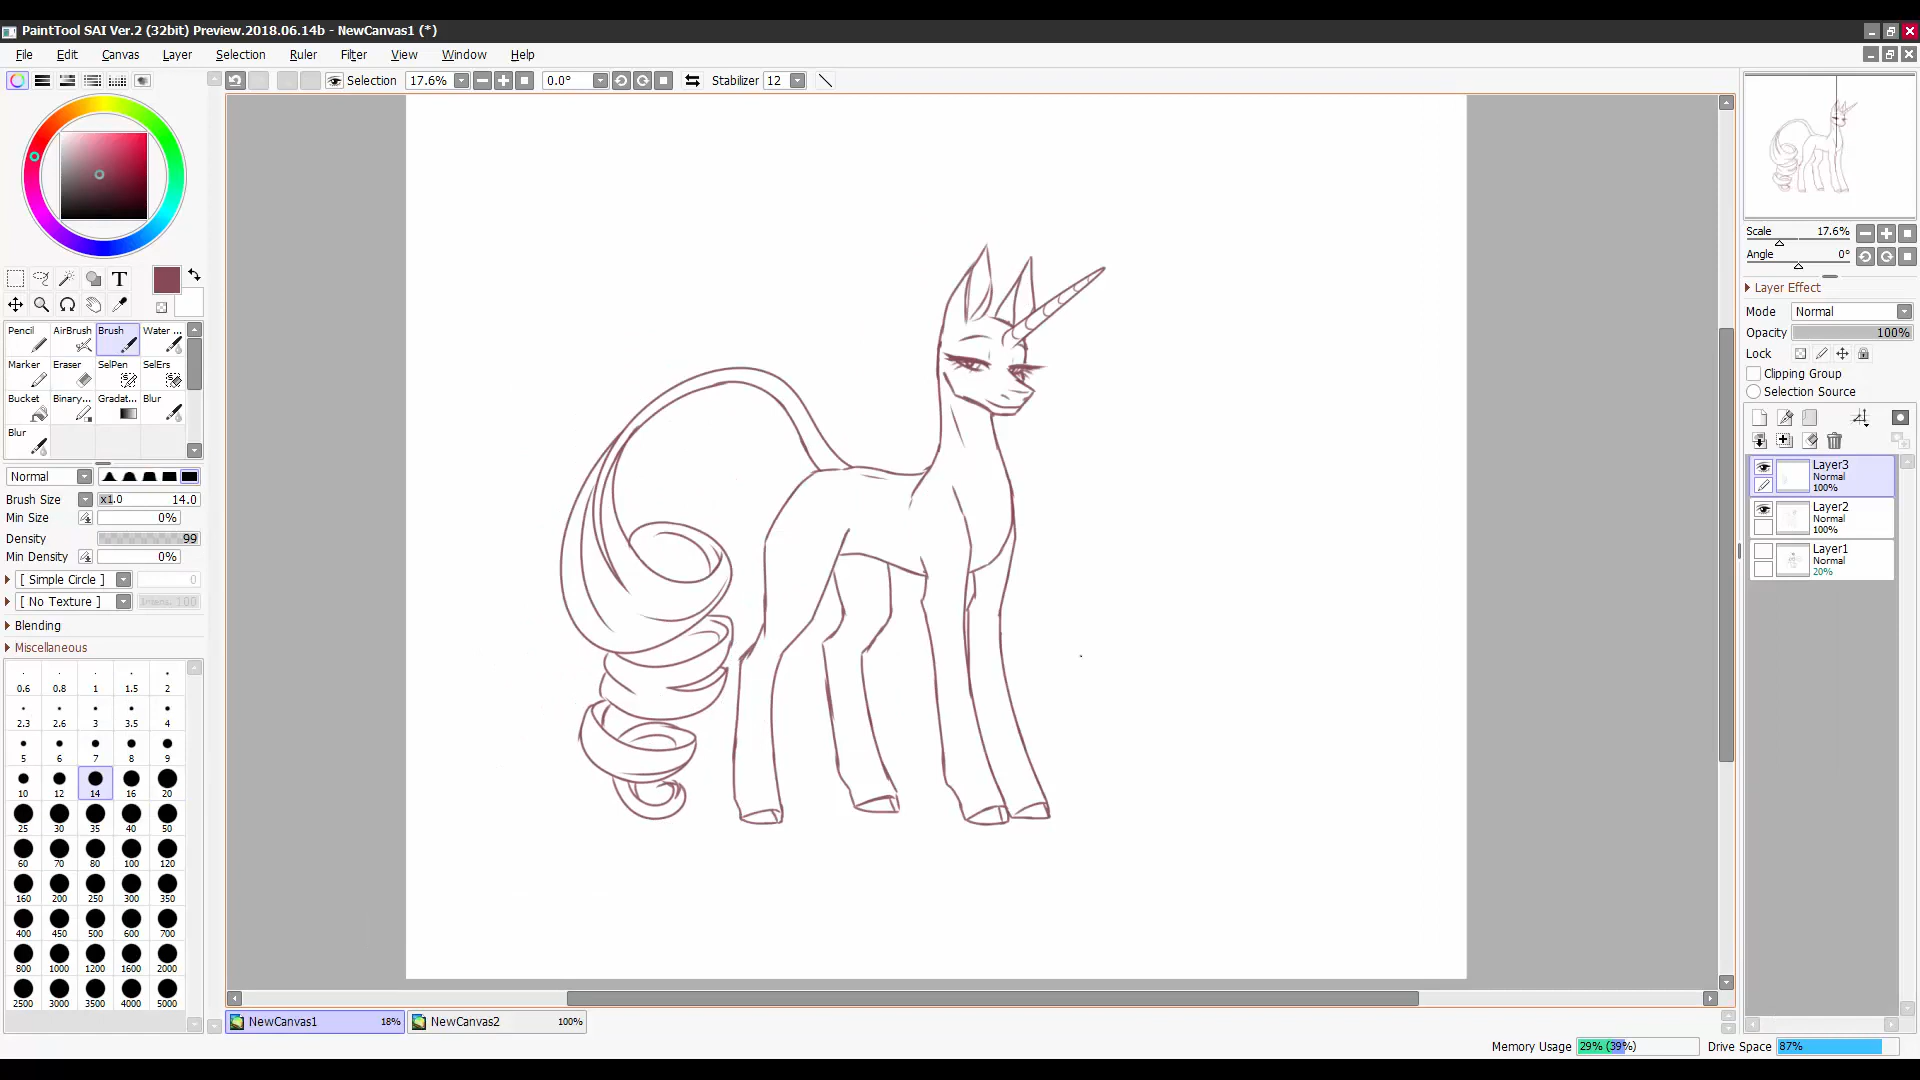 PaintTool SAI Ver.2 (32bit) Preview.2018.06.14b - NewCanvas1 (*)
File Edit Canvas Layer Selection Ruler Filter View Window Help
Selection 17.6% 0.0° Stabilizer 12
Scale 17.6%
Angle 0°
Layer Effect
Mode Normal
Opacity 100%
Lock
Clipping Group
Selection Source
Layer3
Normal
100%
Layer2
Normal
100%
Layer1
Normal
20%
T
Pencil AirBrush Brush Water ...
Marker Eraser SelPen SelErs
Bucket Binary... Gradat... Blur
Blur
Normal
Brush Size x1.0 14.0
Min Size 0%
Density 99
Min Density 0%
[ Simple Circle ] 0
[ No Texture ] Intens. 100
Blending
Miscellaneous
0.6 0.8 1 1.5 2
2.3 2.6 3 3.5 4
5 6 7 8 9
10 12 14 16 20
25 30 35 40 50
60 70 80 100 120
160 200 250 300 350
400 450 500 600 700
800 1000 1200 1600 2000
2500 3000 3500 4000 5000
NewCanvas1 18% NewCanvas2 100%
Memory Usage 29% (39%) Drive Space 87%